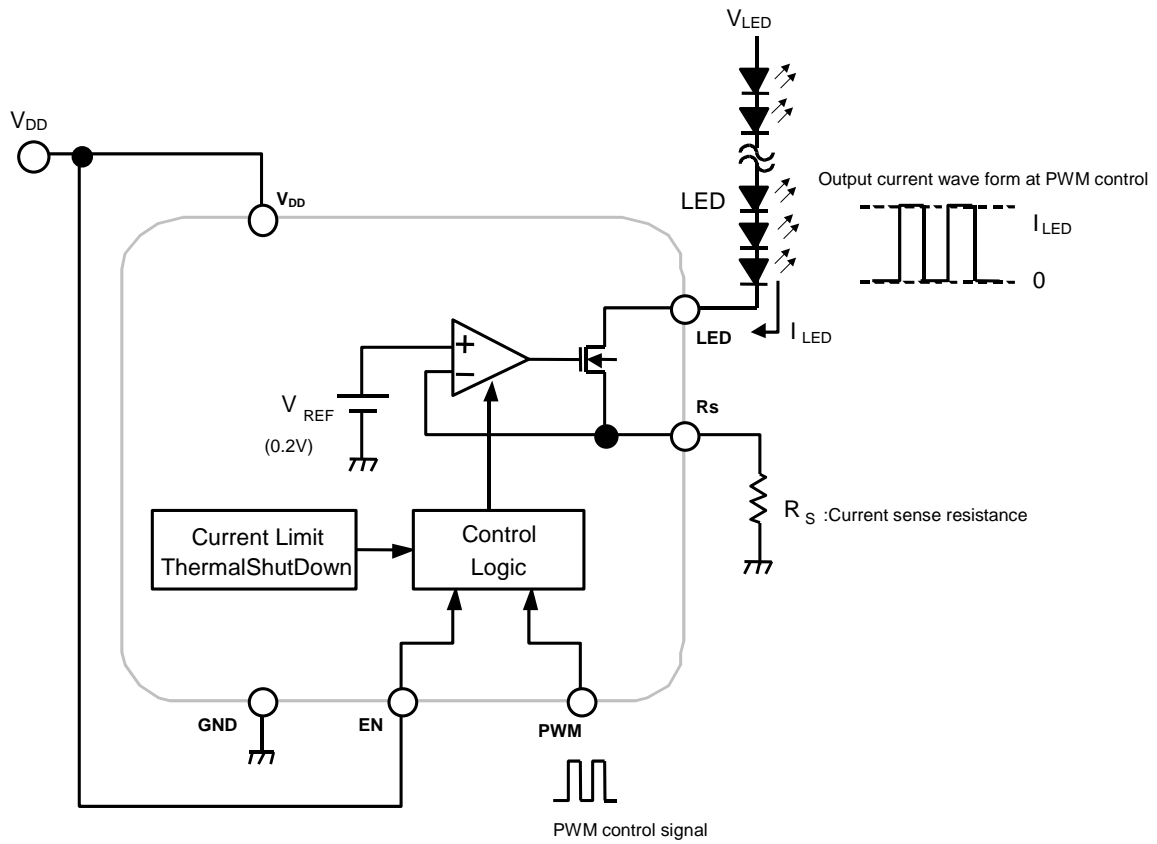 VLED
VDD
VDD
LED
Output current wave form at PWM control
ILED
0
LED
ILED
+
−
VREF
(0.2V)
Rs
RS :Current sense resistance
Current Limit
ThermalShutDown
Control
Logic
GND
EN
PWM
PWM control signal